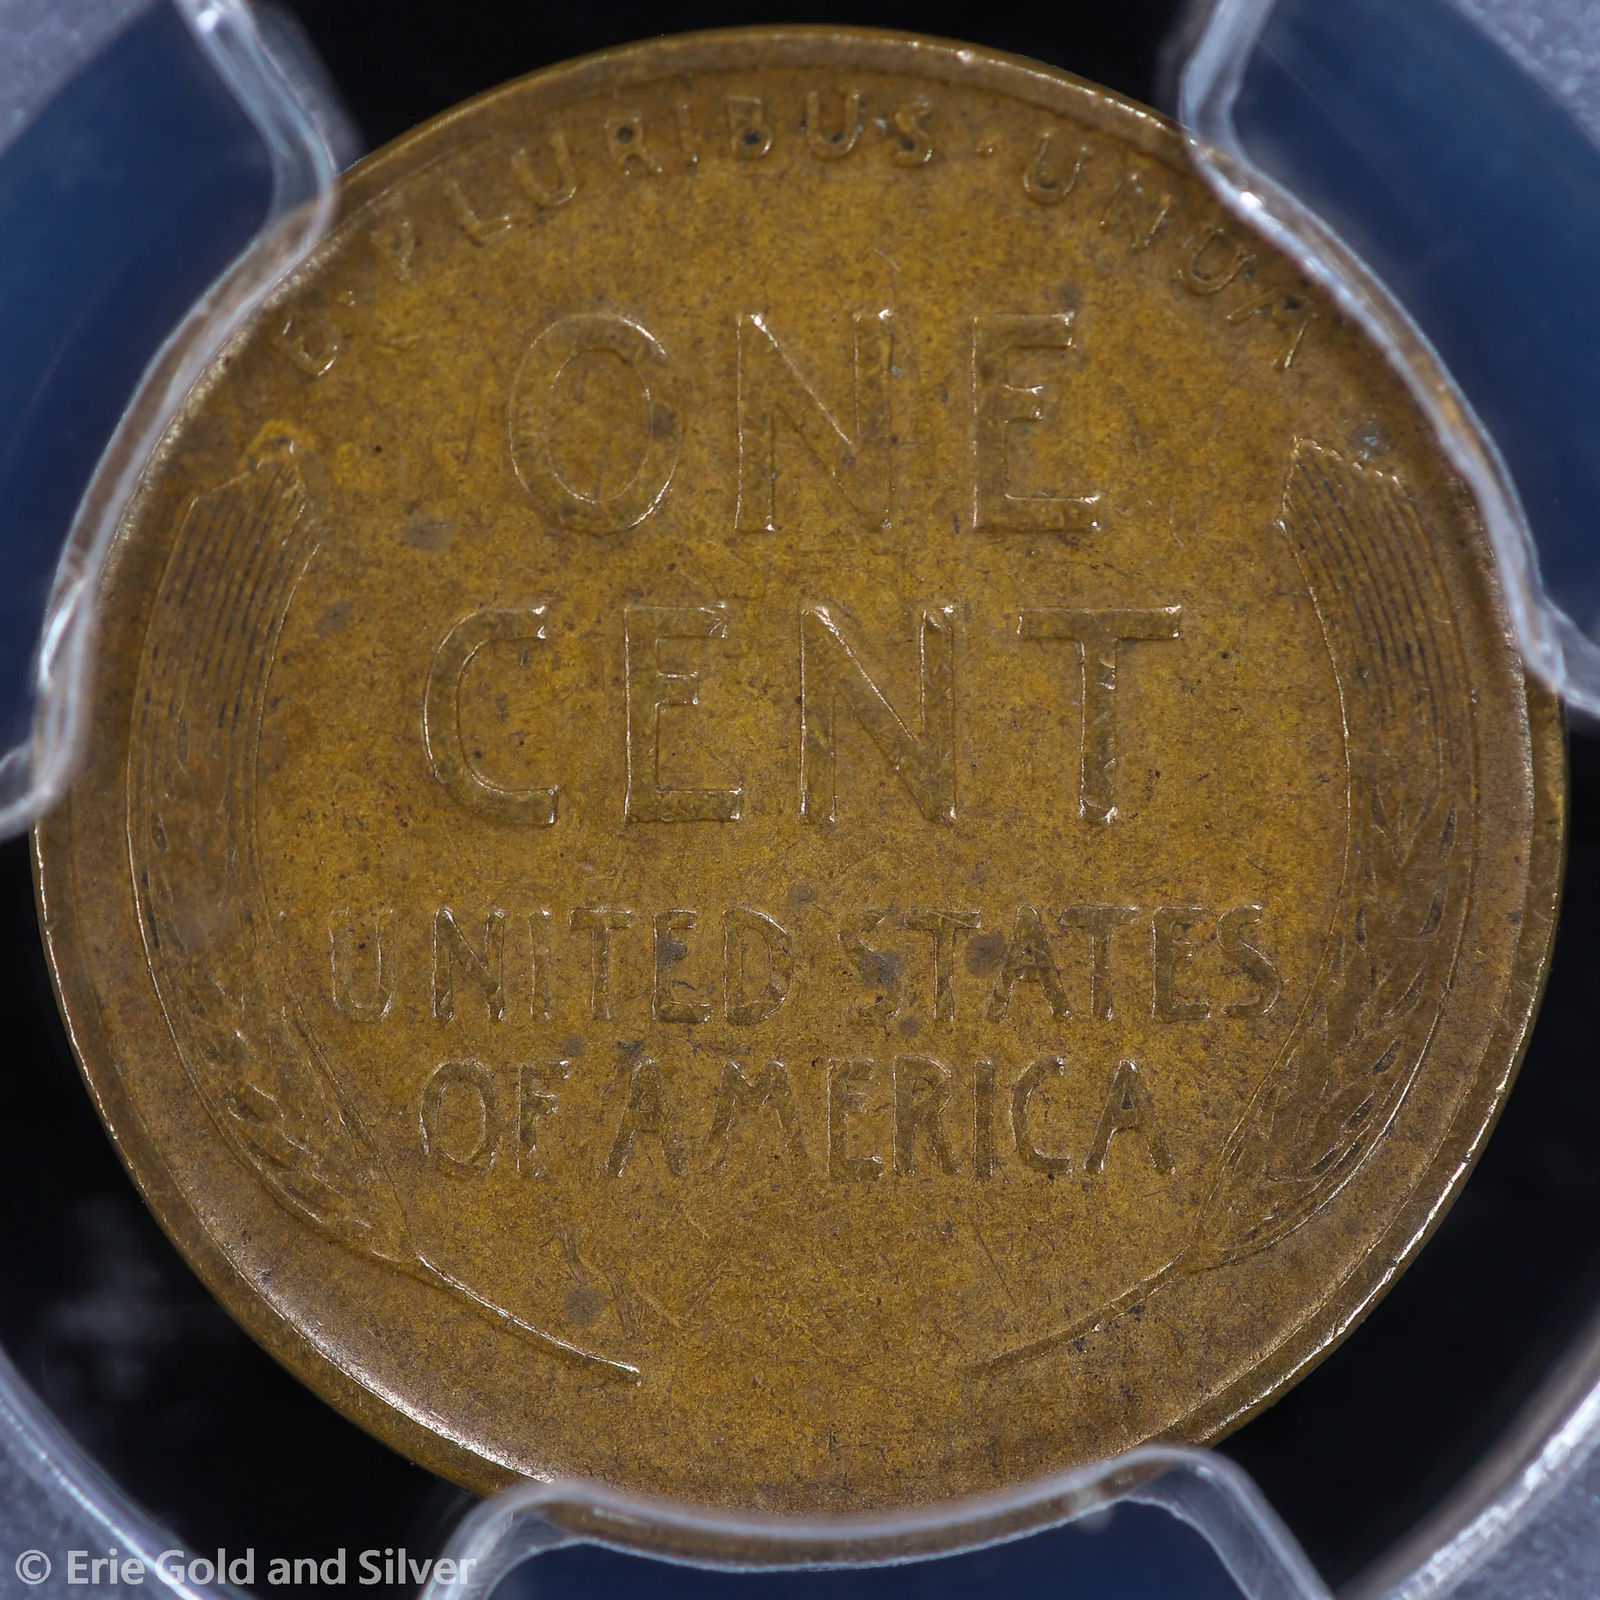 E · PLURIBUS · UNUM
ONE
CENT
UNITED STATES
OF AMERICA
© Erie Gold and Silver